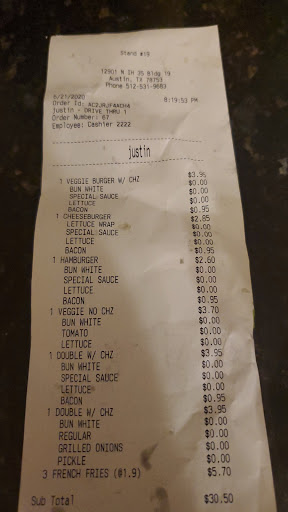 Stand #19
12901 N IH 35 Bldg 19
Austin, TX 78753
Phone 512-531-9683
5/21/2020 8:19:53 PM
Order Id:
Justin - DRIVE THRU 1
Order Number: 67
Employee: Cashier 2222
justin
1 VEGGIE BURGER W/ CHZ $3.95
BUN WHITE $0.00
SPECIAL SAUCE $0.00
LETTUCE $0.00
BACON $0.95
1 CHEESEBURGER $2.85
LETTUCE WRAP $0.00
SPECIAL SAUCE $0.00
LETTUCE $0.00
BACON $0.95
1 HAMBURGER $2.60
BUN WHITE $0.00
SPECIAL SAUCE $0.00
LETTUCE $0.00
BACON $0.95
1 VEGGIE NO CHZ $3.70
BUN WHITE $0.00
TOMATO $0.00
LETTUCE $0.00
1 DOUBLE W/ CHZ $3.95
BUN WHITE $0.00
SPECIAL SAUCE $0.00
LETTUCE $0.00
BACON $0.95
1 DOUBLE W/ CHZ $3.95
BUN WHITE $0.00
REGULAR $0.00
GRILLED ONIONS $0.00
PICKLE $0.00
3 FRENCH FRIES (@1.9) $5.70
Sub Total $30.50